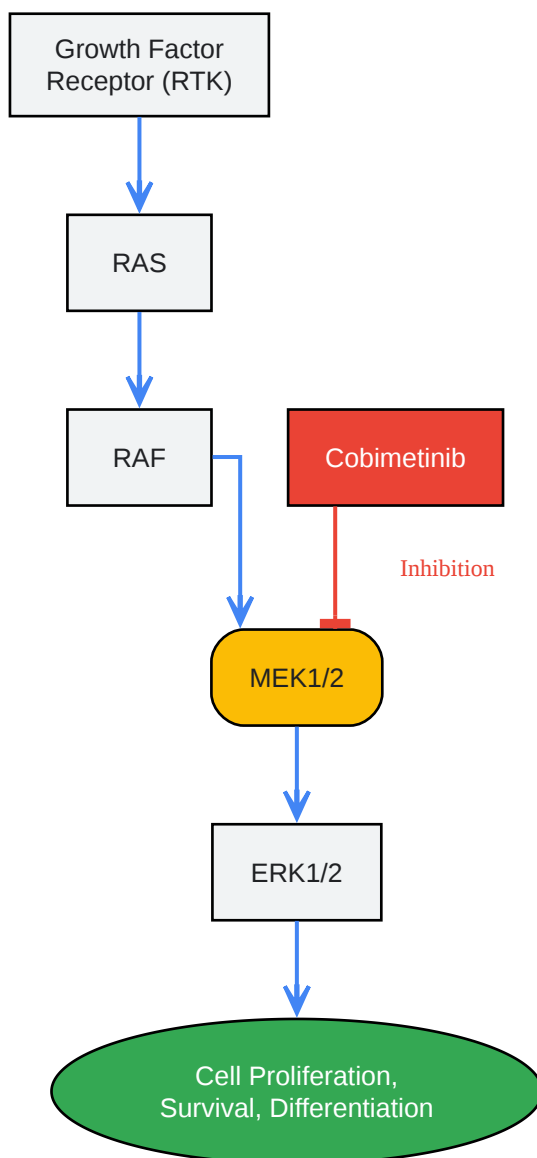 Growth Factor
Receptor (RTK)
RAS
RAF
Cobimetinib
Inhibition
MEK1/2
ERK1/2
Cell Proliferation,
Survival, Differentiation